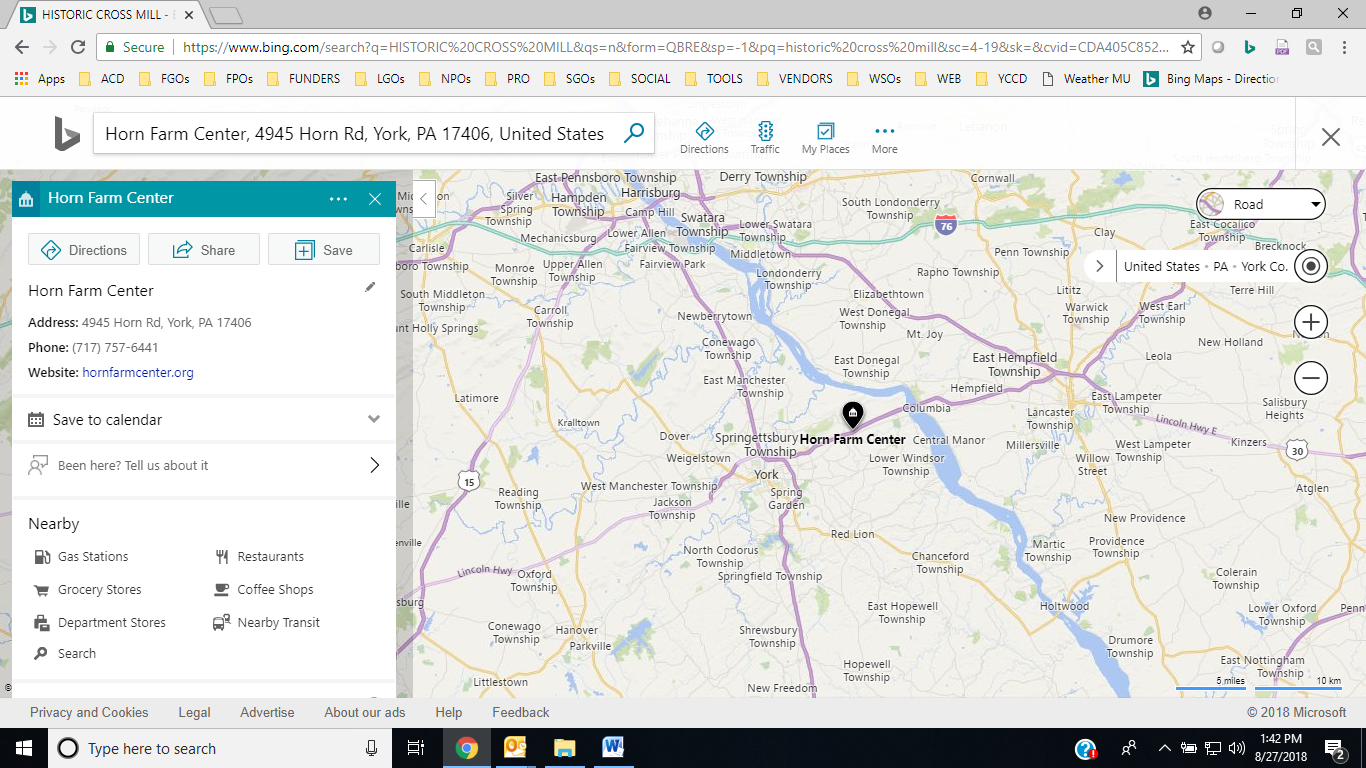 HISTORIC CROSS MILL -
Secure
https://www.bing.com/search?q=HISTORIC%20CROSS%20MILL&qs=n&form=QBRE&sp=-1&pq=historic%20cross%20mill&sc=4-19&sk=&cvid=CDA405C852...
Apps ACD FGOs FPOs FUNDERS LGOs NPOs PRO SGOs SOCIAL TOOLS VENDORS WSOs WEB YCCD Weather MU Bing Maps - Direction
Horn Farm Center, 4945 Horn Rd, York, PA 17406, United States
Directions Traffic My Places More
Horn Farm Center
Directions Share Save
Horn Farm Center
Address: 4945 Horn Rd, York, PA 17406
Phone: (717) 757-6441
Website: hornfarmcenter.org
Save to calendar
Been here? Tell us about it
Nearby
Gas Stations Restaurants
Grocery Stores Coffee Shops
Department Stores Nearby Transit
Search
Road
United States • PA • York Co.
East Pennsboro Township
Derry Township
Cornwall
Silver Spring Township
Hampden Township
Harrisburg
Camp Hill
Swatara Township
South Londonderry Township
76
Clay
East Cocalico Township
Brecknock
Mechanicsburg
Lower Allen
Lower Swatara Township
Carlisle
Fairview Township
Middletown
Penn Township
Monroe Township
Upper Allen Township
Fairview Park
Londonderry Township
Rapho Township
Lititz
Terre Hill
South Middleton Township
Elizabethtown
Warwick Township
West Earl Township
Carroll Township
Newberrytown
West Donegal Township
Mt. Joy
unt Holly Springs
Conewago Township
East Donegal Township
East Hempfield Township
Leola
New Holland
East Manchester Township
Hempfield
Latimore
Columbia
Lancaster Township
East Lampeter Township
Salisbury Heights
Kralltown
Lincoln Hwy E
Dover
Springettsbury Township
Horn Farm Center
Central Manor
Millersville
West Lampeter Township
Kinzers
30
Weigelstown
Lower Windsor Township
Willow Street
15
York
West Manchester Township
Reading Township
Jackson Township
Spring Garden
Atglen
New Providence
Red Lion
Martic Township
Providence Township
North Codorus Township
Chanceford Township
Lincoln Hwy
Oxford Township
Springfield Township
Colerain Township
East Hopewell Township
Holtwood
Lower Oxford Township
Conewago Township
Hanover
Parkville
Shrewsbury Township
Drumore Township
Hopewell Township
East Nottingham Township
Littlestown
New Freedom
5 miles 10 km
Privacy and Cookies Legal Advertise About our ads Help Feedback © 2018 Microsoft
Type here to search
1:42 PM
8/27/2018
2